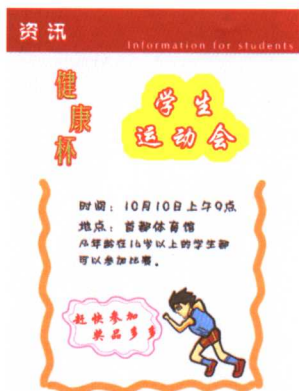 资讯
Information for students
健康杯
学生
运动会
时间：10月10日上午9点
地点：首都体育馆
凡年龄在16岁以上的学生都
可以参加比赛。
赶快参加
奖品多多